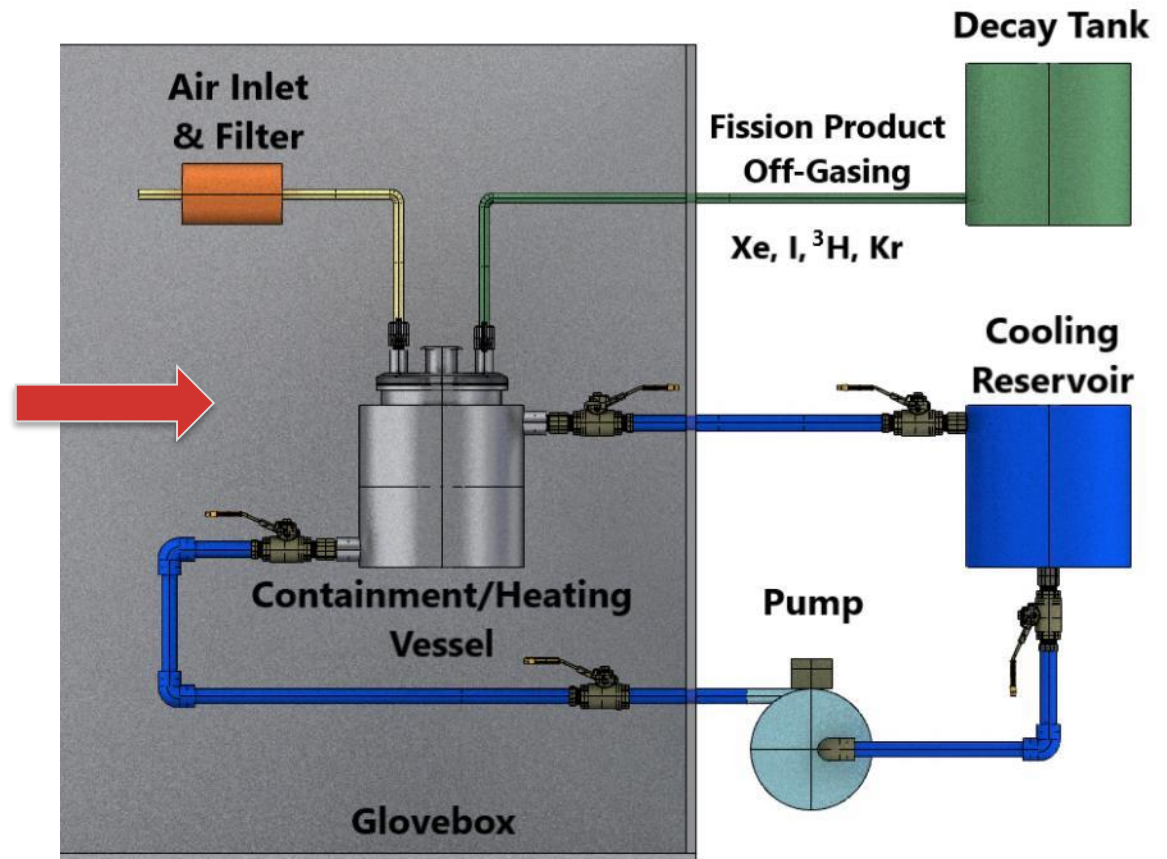 Decay Tank
Air Inlet
& Filter
Fission Product
Off-Gasing
Xe, I, ³H, Kr
Cooling
Reservoir
Containment/Heating
Vessel
Pump
Glovebox